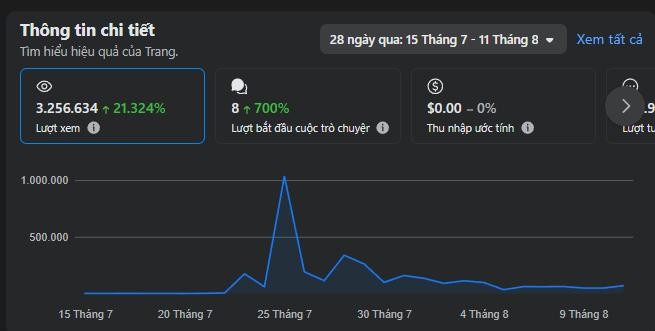 Thông tin chi tiết
Tìm hiểu hiệu quả của Trang.
28 ngày qua: 15 Tháng 7 - 11 Tháng 8
Xem tất cả
3.256.634 ↑ 21.324%
Lượt xem
8 ↑ 700%
Lượt bắt đầu cuộc trò chuyện
$0.00 – 0%
Thu nhập ước tính
Lượt
1.000.000
500.000
15 Tháng 7
20 Tháng 7
25 Tháng 7
30 Tháng 7
4 Tháng 8
9 Tháng 8